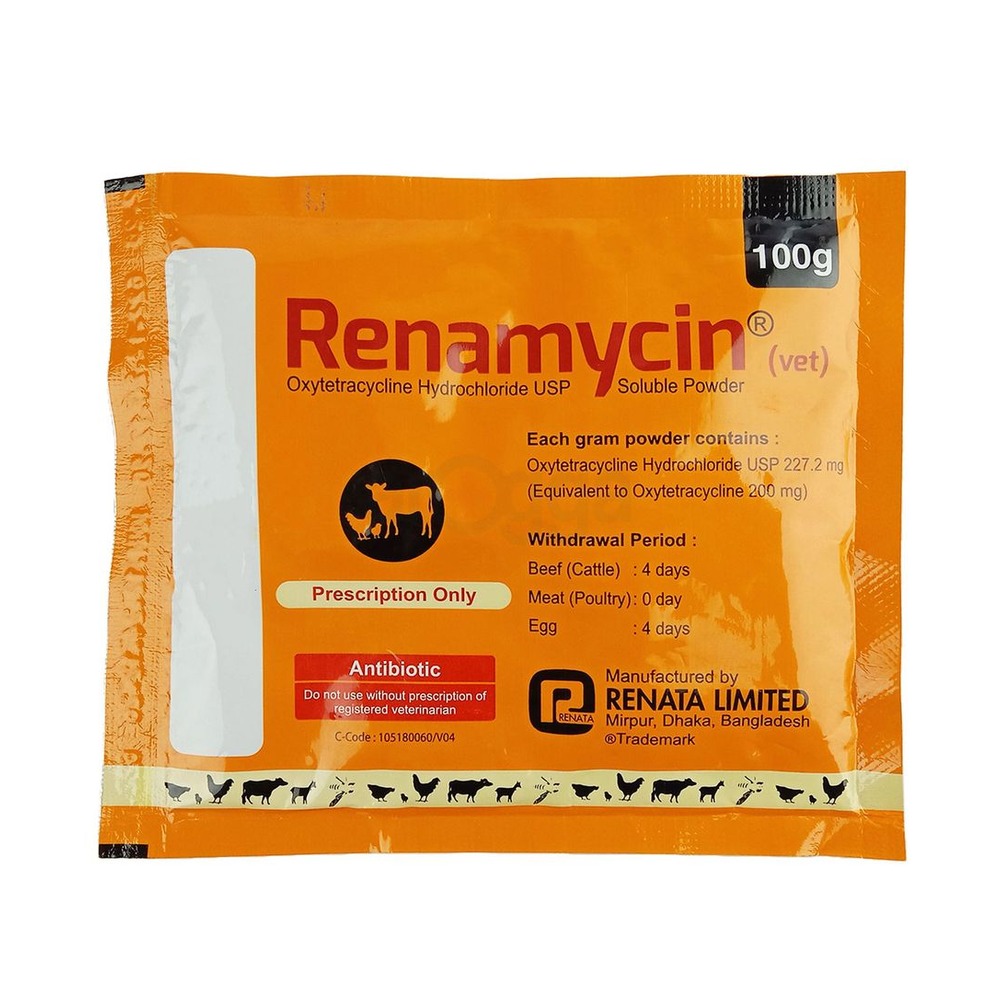 100g
Renamycin® (vet)
Oxytetracycline Hydrochloride USP Soluble Powder
Each gram powder contains :
Oxytetracycline Hydrochloride USP 227.2 mg
(Equivalent to Oxytetracycline 200 mg)
Withdrawal Period :
Beef (Cattle) : 4 days
Meat (Poultry) : 0 day
Egg : 4 days
Prescription Only
Antibiotic
Do not use without prescription of
registered veterinarian
C-Code : 105180060/V04
RENATA
Manufactured by
RENATA LIMITED
Mirpur, Dhaka, Bangladesh
®Trademark